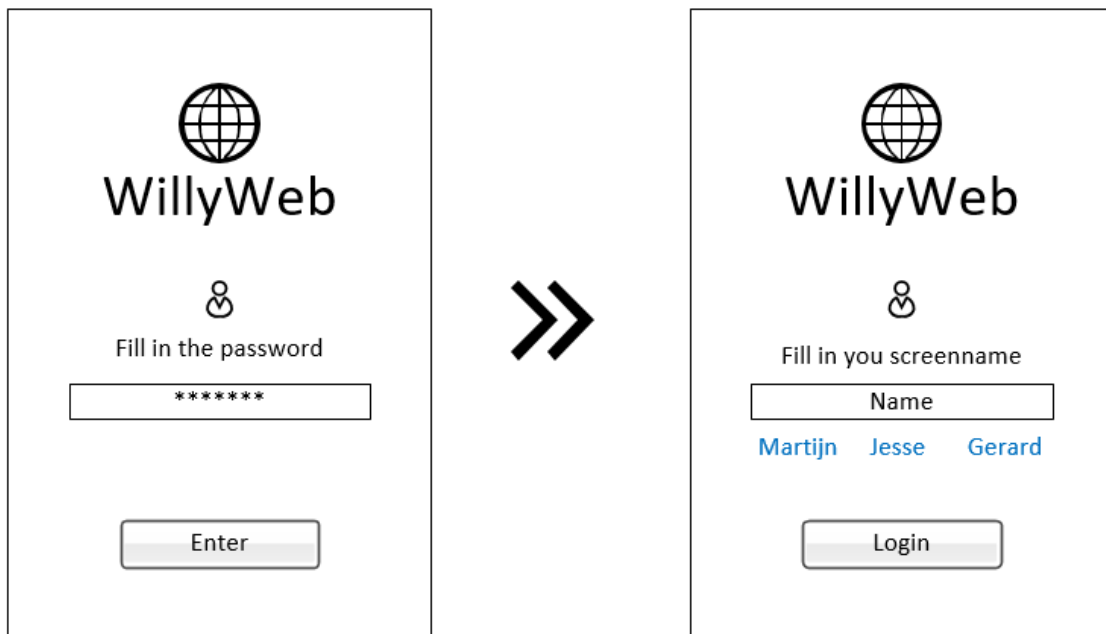 WillyWeb
Fill in the password
*******
Enter
WillyWeb
Fill in you screenname
Name
Martijn Jesse Gerard
Login